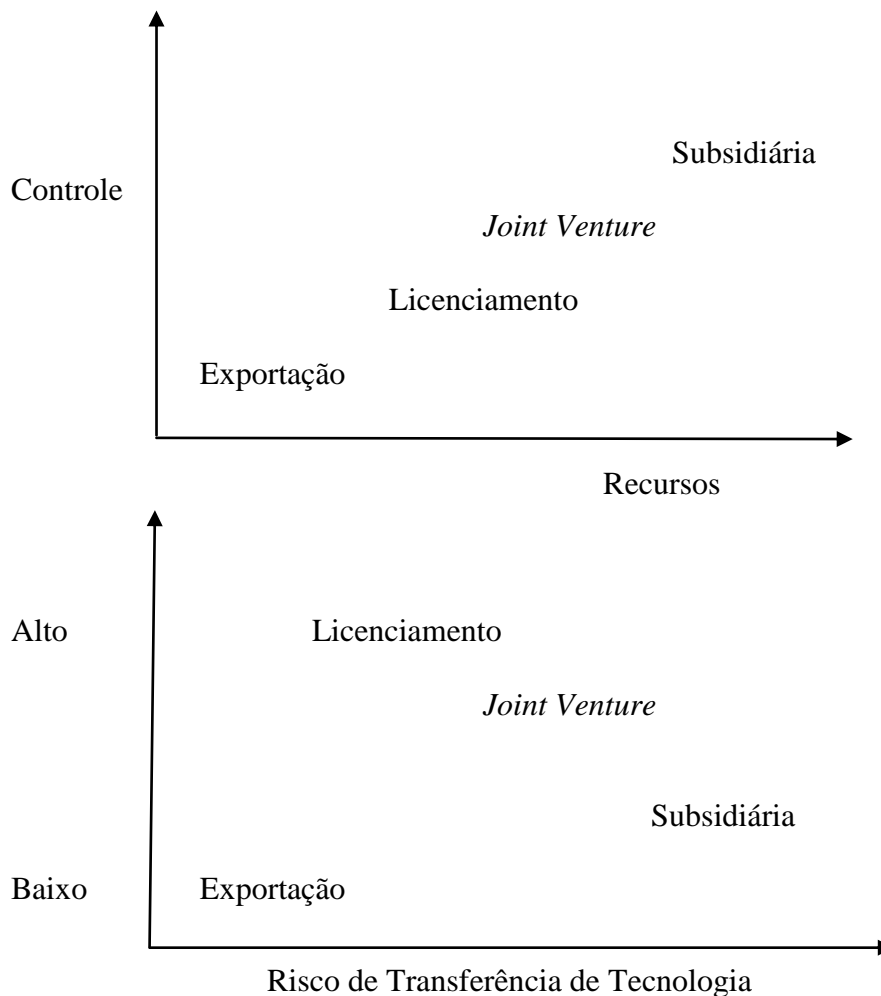 Subsidiária
Controle
Joint Venture
Licenciamento
Exportação
Recursos
Alto
Licenciamento
Joint Venture
Subsidiária
Baixo
Exportação
Risco de Transferência de Tecnologia